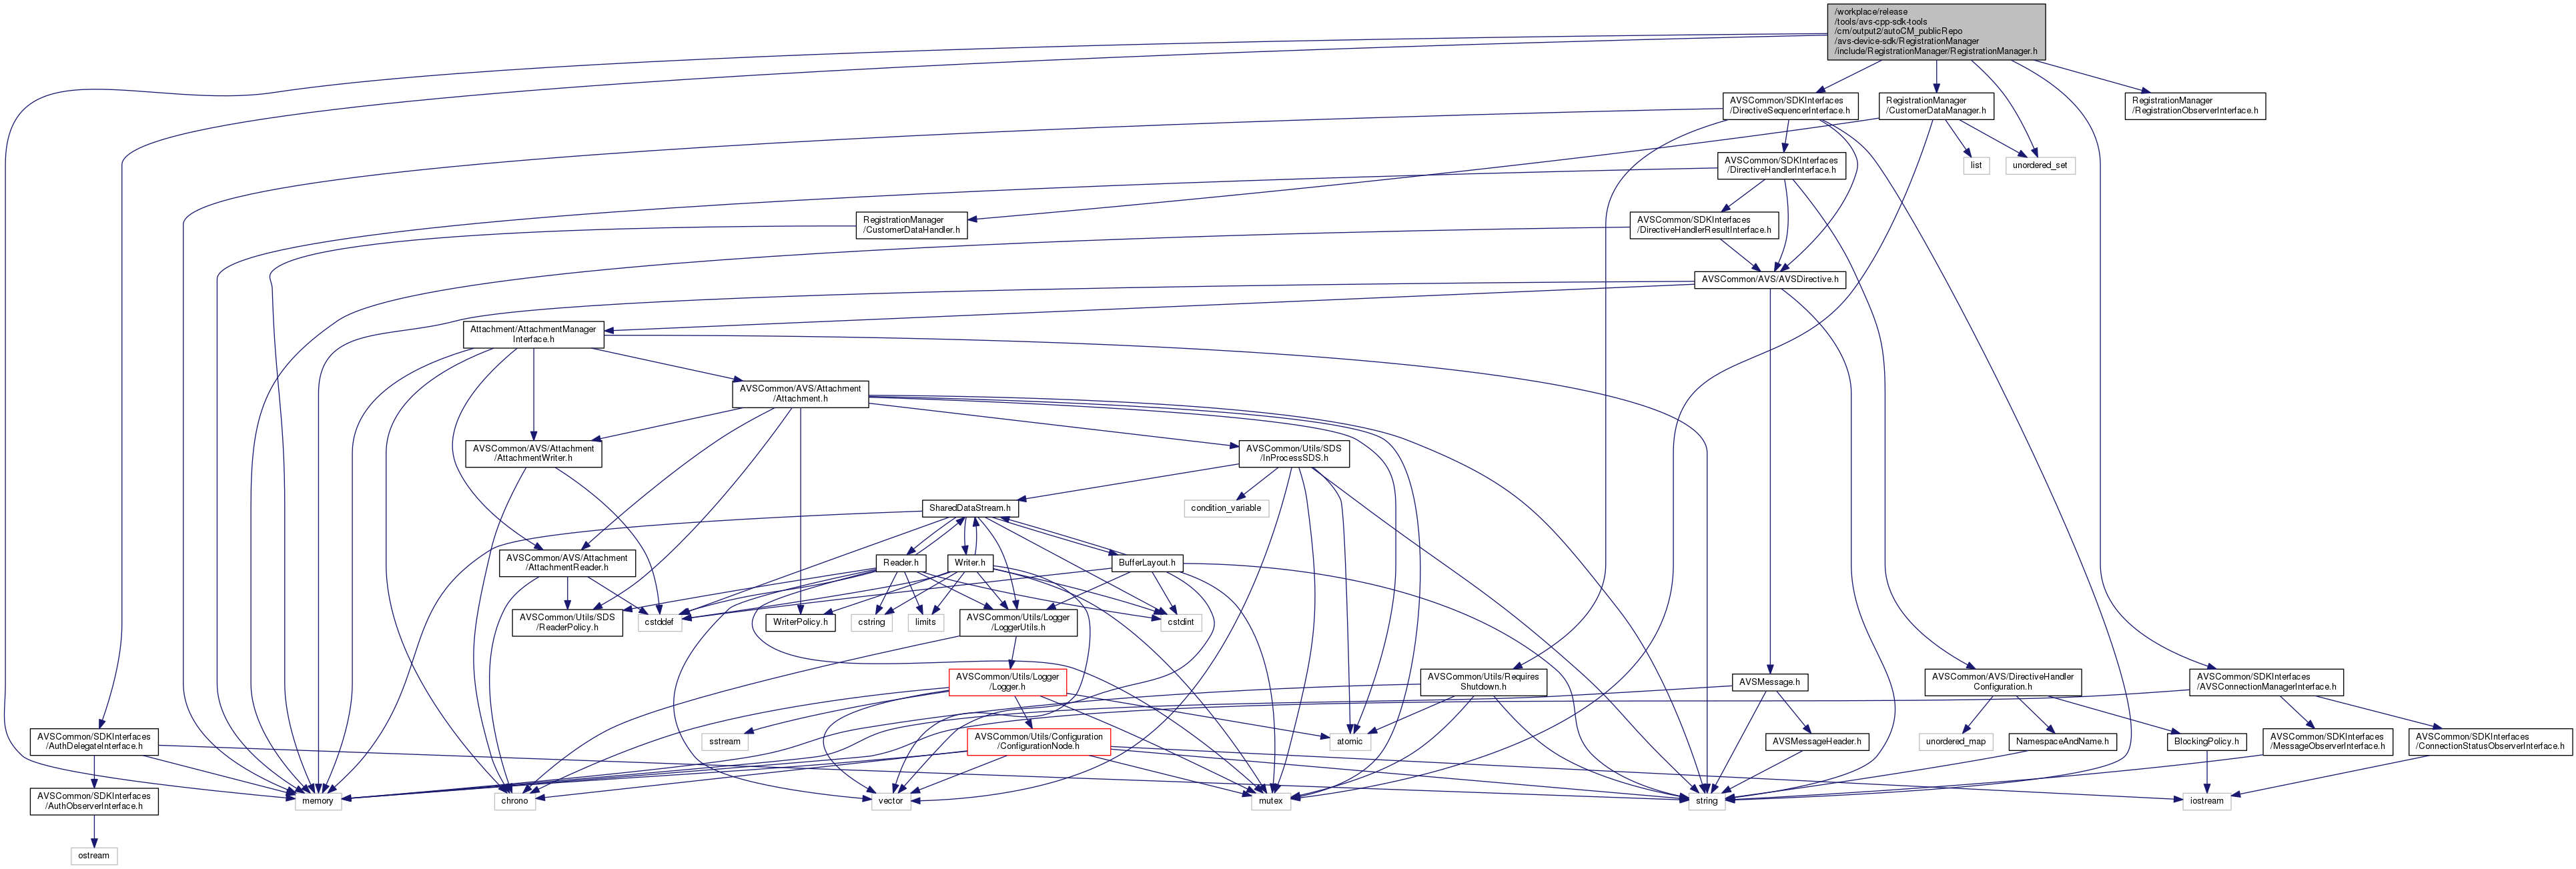 /workplace/release
/tools/avs-cpp-sdk-tools
/cm/output2/autoCM_publicRepo
/avs-device-sdk/RegistrationManager
/include/RegistrationManager/RegistrationManager.h
AVSCommon/SDKInterfaces
/DirectiveSequencerInterface.h
RegistrationManager
/CustomerDataManager.h
RegistrationManager
/RegistrationObserverInterface.h
AVSCommon/SDKInterfaces
/DirectiveHandlerInterface.h
list
unordered_set
RegistrationManager
/CustomerDataHandler.h
AVSCommon/SDKInterfaces
/DirectiveHandlerResultInterface.h
AVSCommon/AVS/AVSDirective.h
Attachment/AttachmentManager
Interface.h
AVSCommon/AVS/Attachment
/Attachment.h
AVSCommon/AVS/Attachment
/AttachmentWriter.h
AVSCommon/Utils/SDS
/InProcessSDS.h
SharedDataStream.h
condition_variable
AVSCommon/AVS/Attachment
/AttachmentReader.h
Reader.h
Writer.h
BufferLayout.h
AVSCommon/Utils/SDS
/ReaderPolicy.h
cstddef
WriterPolicy.h
cstring
limits
AVSCommon/Utils/Logger
/LoggerUtils.h
cstdint
AVSCommon/Utils/Logger
/Logger.h
AVSCommon/Utils/Requires
Shutdown.h
AVSMessage.h
AVSCommon/AVS/DirectiveHandler
Configuration.h
AVSCommon/SDKInterfaces
/AVSConnectionManagerInterface.h
AVSCommon/SDKInterfaces
/AuthDelegateInterface.h
sstream
AVSCommon/Utils/Configuration
/ConfigurationNode.h
atomic
AVSMessageHeader.h
unordered_map
NamespaceAndName.h
BlockingPolicy.h
AVSCommon/SDKInterfaces
/MessageObserverInterface.h
AVSCommon/SDKInterfaces
/ConnectionStatusObserverInterface.h
AVSCommon/SDKInterfaces
/AuthObserverInterface.h
memory
chrono
vector
mutex
string
iostream
ostream